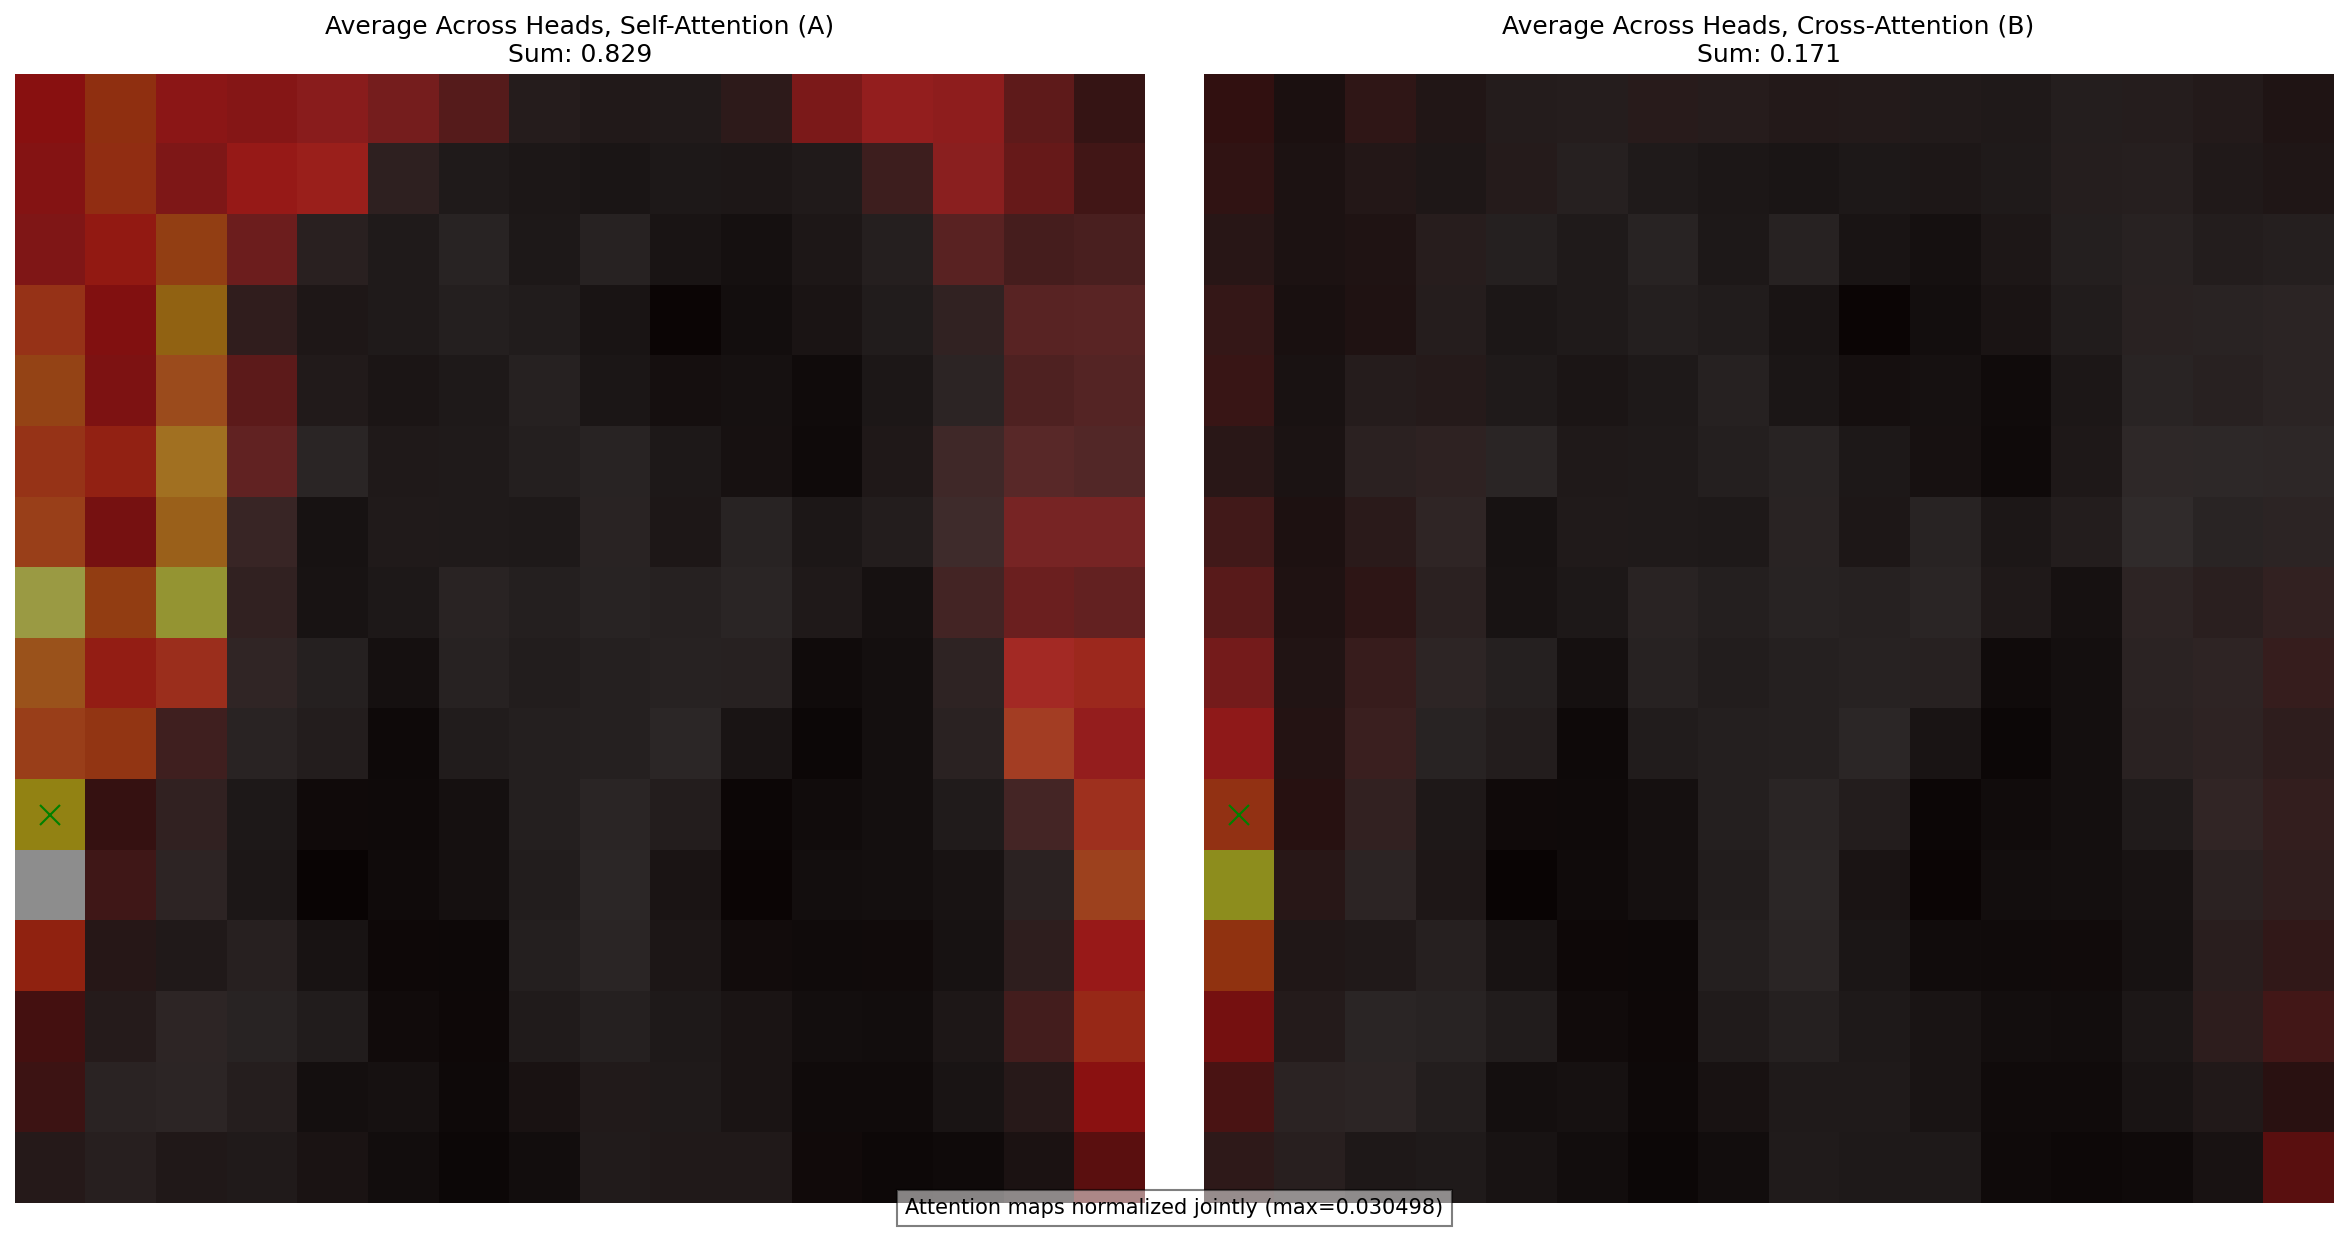 Average Across Heads, Self-Attention (A)
Sum: 0.829
Average Across Heads, Cross-Attention (B)
Sum: 0.171
Attention maps normalized jointly (max=0.030498)